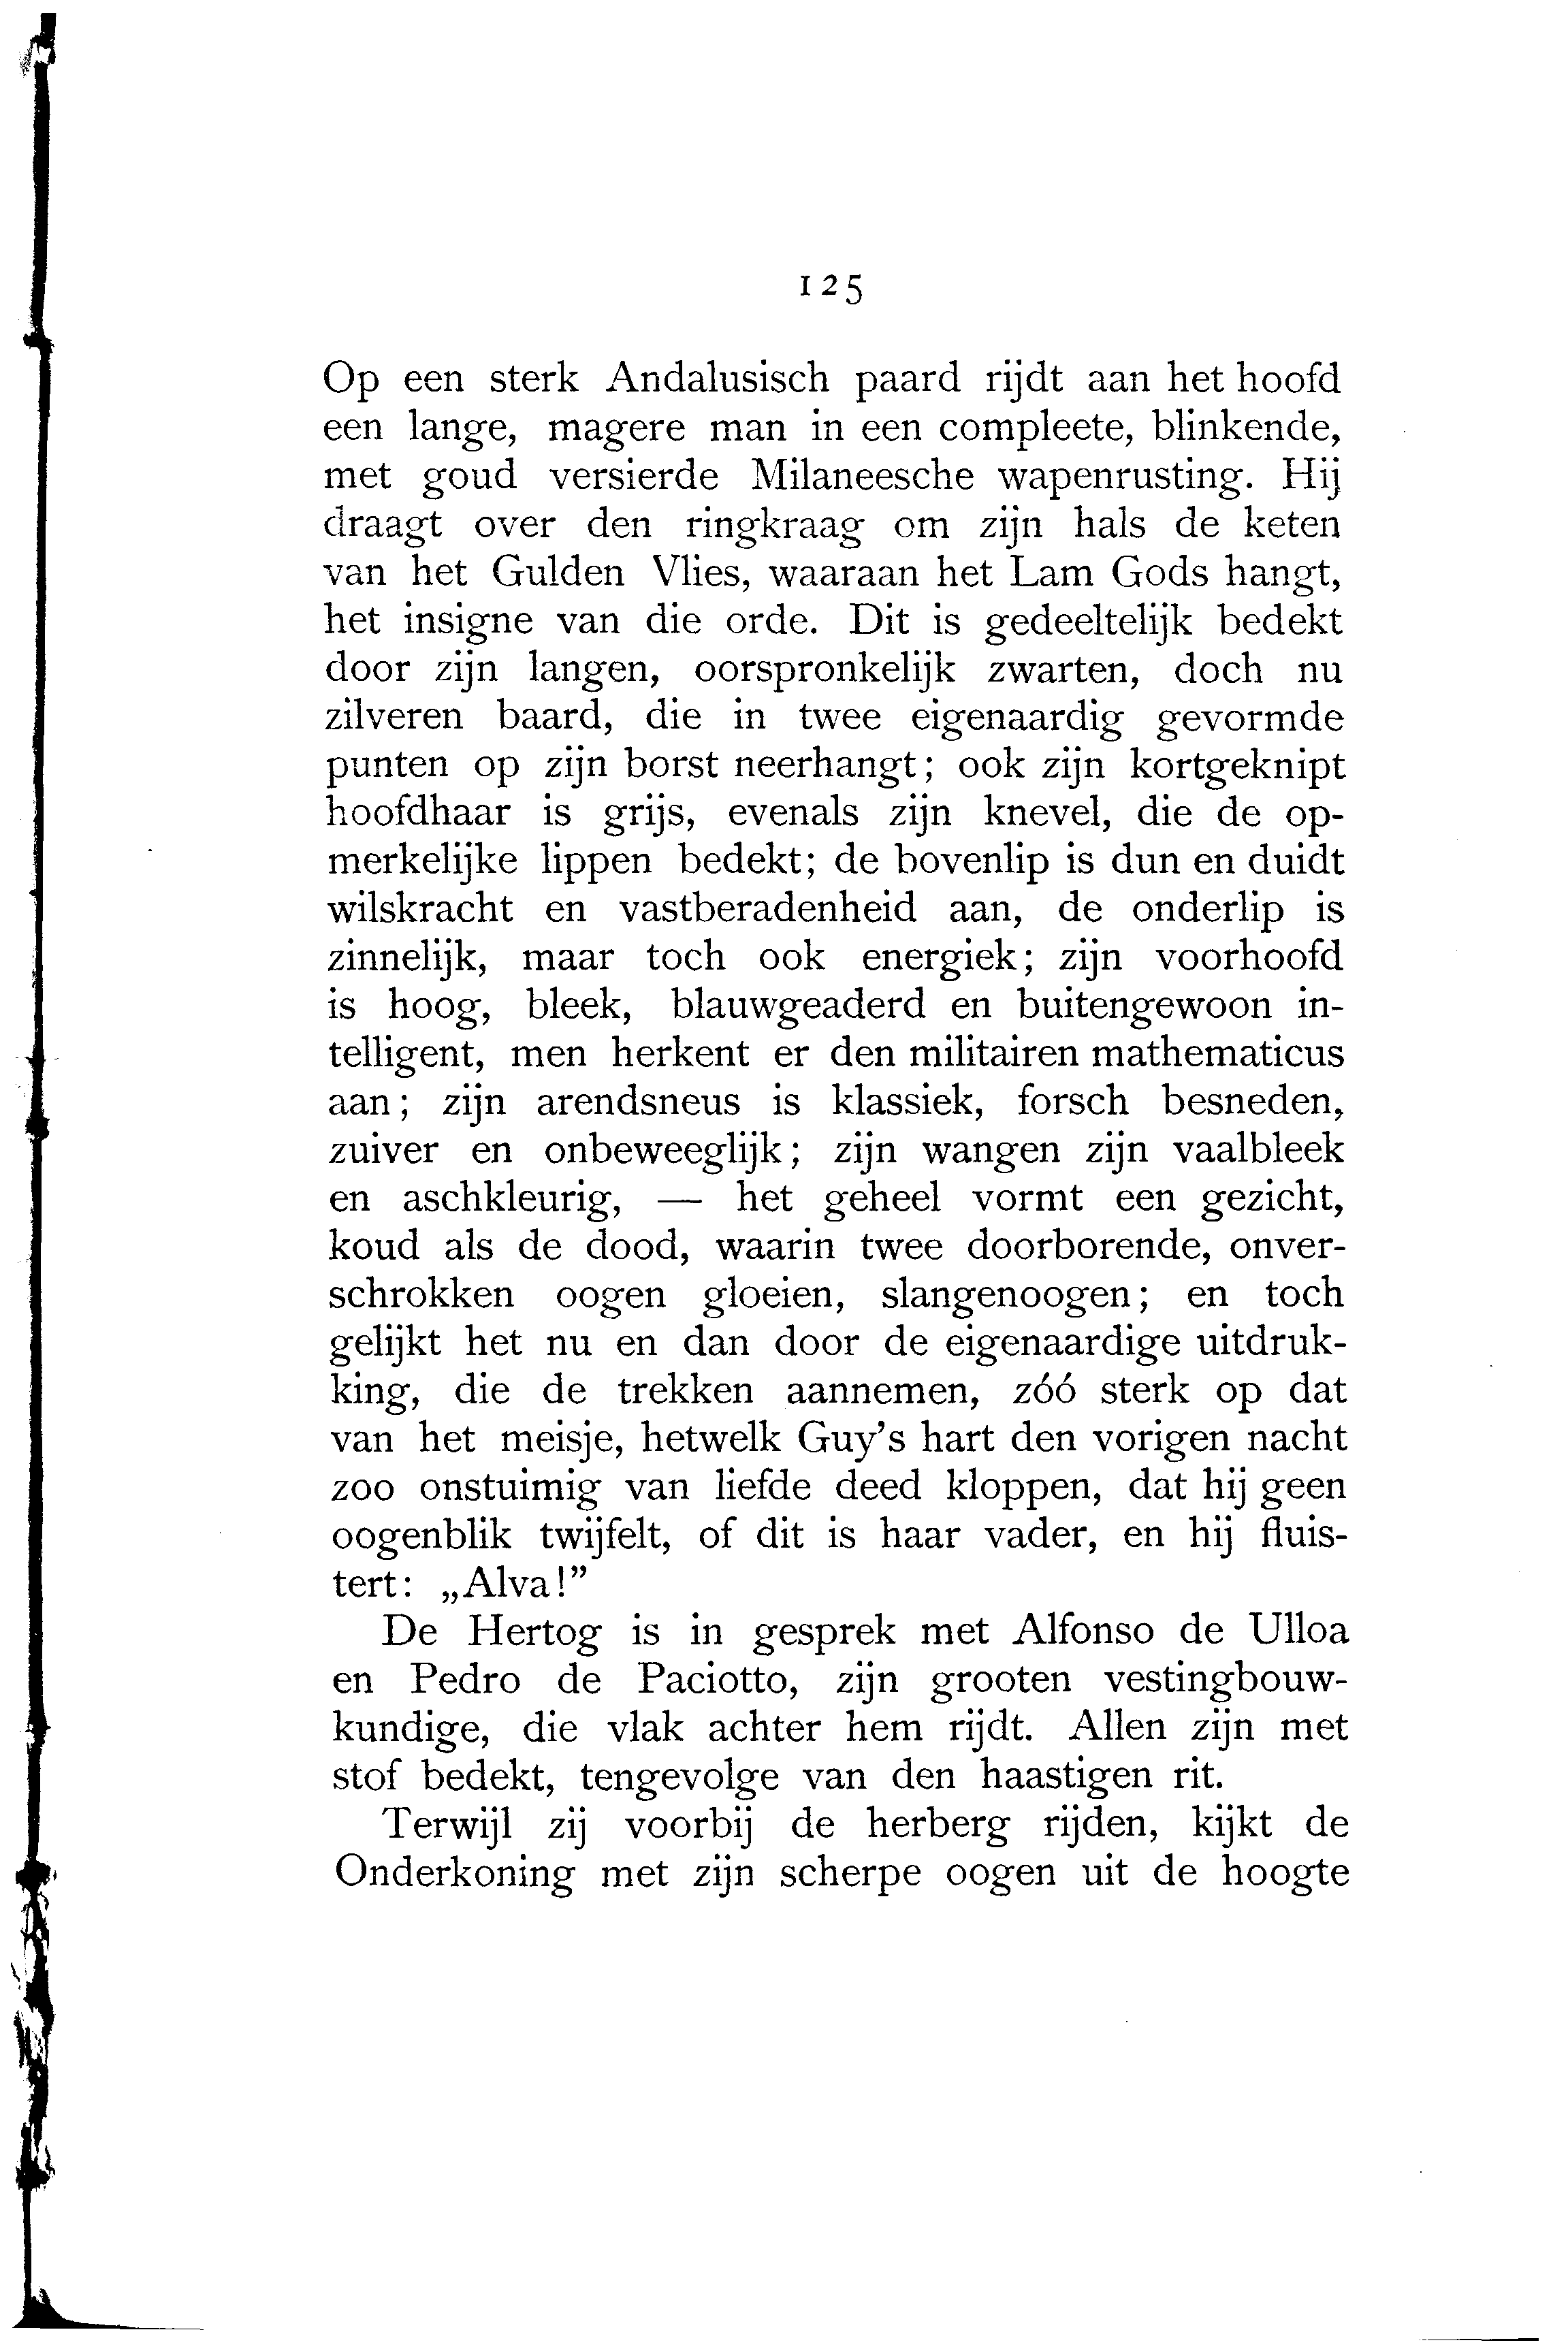 125
Op een sterk Andalusisch paard rijdt aan het hoofd
een lange, magere man in een compleete, blinkende,
met goud versierde Milaneesche wapenrusting. Hij
draagt over den ringkraag om zijn hals de keten
van het Gulden Vlies, waaraan het Lam Gods hangt,
het insigne van die orde. Dit is gedeeltelijk bedekt
door zijn langen, oorspronkelijk zwarten, doch nu
zilveren baard, die in twee eigenaardig gevormde
punten op zijn borst neerhangt; ook zijn kortgeknipt
hoofdhaar is grijs, evenals zijn knevel, die de op-
merkelijke lippen bedekt; de bovenlip is dun en duidt
wilskracht en vastberadenheid aan, de onderlip is
zinnelijk, maar toch ook energiek; zijn voorhoofd
is hoog, bleek, blauwgeaderd en buitengewoon in-
telligent, men herkent er den militairen mathematicus
aan; zijn arendsneus is klassiek, forsch besneden,
zuiver en onbeweeglijk; zijn wangen zijn vaalbleek
en aschkleurig, — het geheel vormt een gezicht,
koud als de dood, waarin twee doorborende, onver-
schrokken oogen gloeien, slangenoogen; en toch
gelijkt het nu en dan door de eigenaardige uitdruk-
king, die de trekken aannemen, zóó sterk op dat
van het meisje, hetwelk Guy's hart den vorigen nacht
zoo onstuimig van liefde deed kloppen, dat hij geen
oogenblik twijfelt, of dit is haar vader, en hij fluis-
tert: „Alva!”
De Hertog is in gesprek met Alfonso de Ulloa
en Pedro de Paciotto, zijn grooten vestingbouw-
kundige, die vlak achter hem rijdt. Allen zijn met
stof bedekt, tengevolge van den haastigen rit.
Terwijl zij voorbij de herberg rijden, kijkt de
Onderkoning met zijn scherpe oogen uit de hoogte